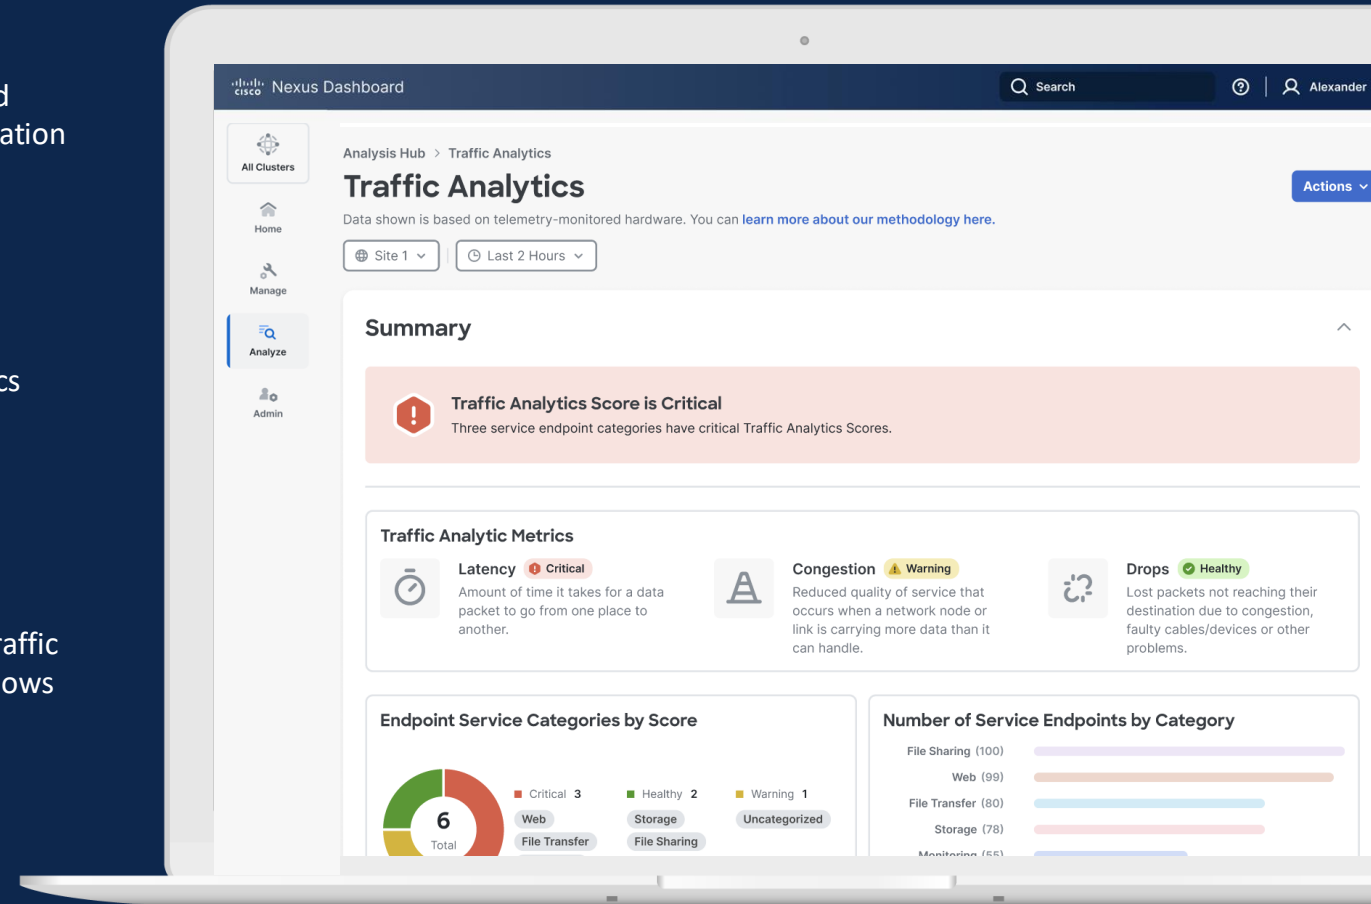 ation
cs
raffic
ows
cisco Nexus Dashboard
Search
Alexander
All Clusters
Home
Manage
Analyze
Admin
Analysis Hub > Traffic Analytics
Traffic Analytics
Actions
Data shown is based on telemetry-monitored hardware. You can learn more about our methodology here.
Site 1
Last 2 Hours
Summary
Traffic Analytics Score is Critical
Three service endpoint categories have critical Traffic Analytics Scores.
Traffic Analytic Metrics
Latency Critical
Amount of time it takes for a data
packet to go from one place to
another.
Congestion Warning
Reduced quality of service that
occurs when a network node or
link is carrying more data than it
can handle.
Drops Healthy
Lost packets not reaching their
destination due to congestion,
faulty cables/devices or other
problems.
Endpoint Service Categories by Score
6
Total
Critical 3
Web
File Transfer
Healthy 2
Storage
File Sharing
Warning 1
Uncategorized
Number of Service Endpoints by Category
File Sharing (100)
Web (99)
File Transfer (80)
Storage (78)
Monitoring (55)